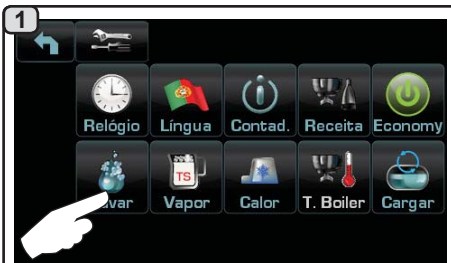 1
Relógio Língua Contad. Receita Economy
TS
Vapor Calor T. Boiler Cargar